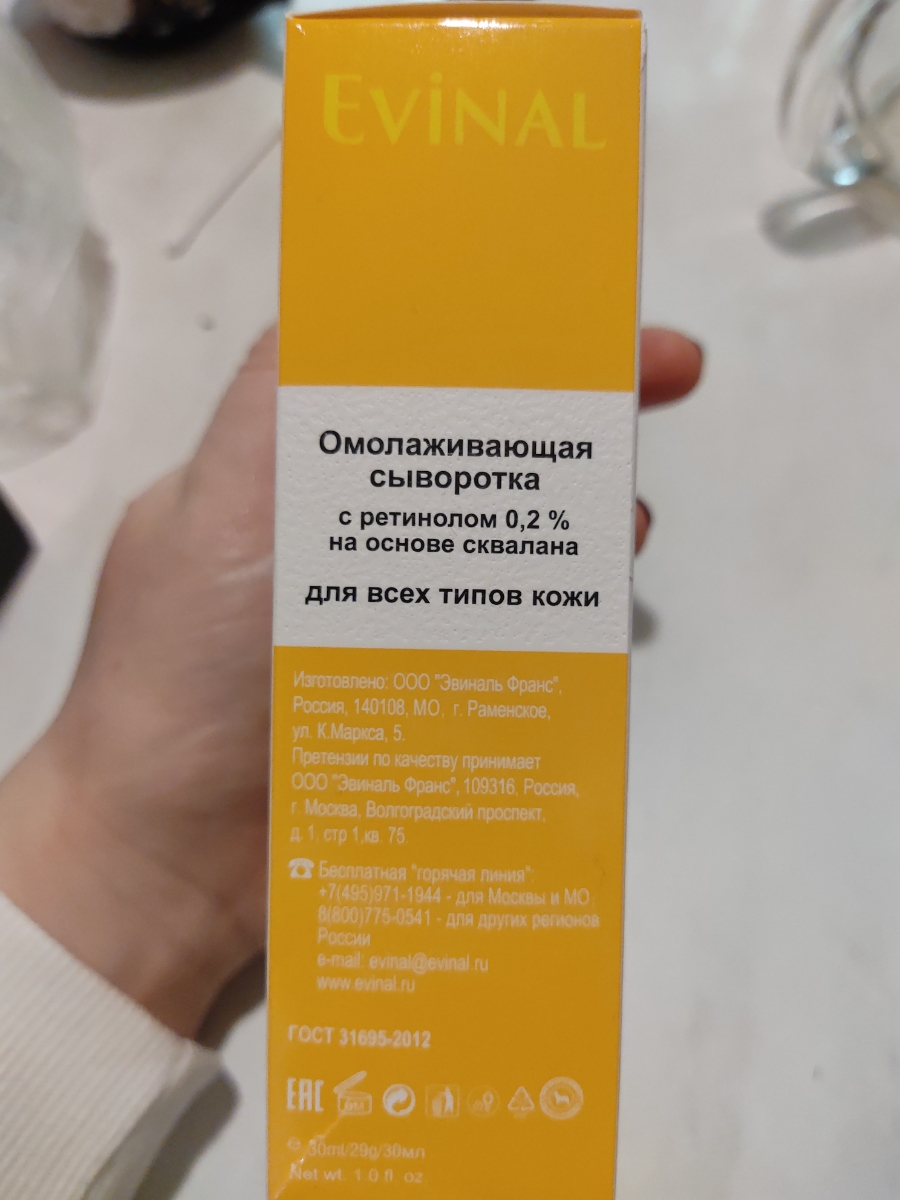 EViNAL
Омолаживающая
сыворотка
с ретинолом 0,2 %
на основе сквалана
для всех типов кожи
Изготовлено: ООО "Эвиналь Франс",
Россия, 140108, МО, г. Раменское,
ул. К.Маркса, 5.
Претензии по качеству принимает
ООО "Эвиналь Франс", 109316, Россия,
г. Москва, Волгоградский проспект,
д. 1, стр 1,кв. 75.
Бесплатная "горячая линия":
+7(495)971-1944 - для Москвы и МО
8(800)775-0541 - для других регионов
России
e-mail: evinal@evinal.ru
www.evinal.ru
ГОСТ 31695-2012
ЕАС
e 30ml/29g/30мл
Net wt. 1.0 fl. oz.